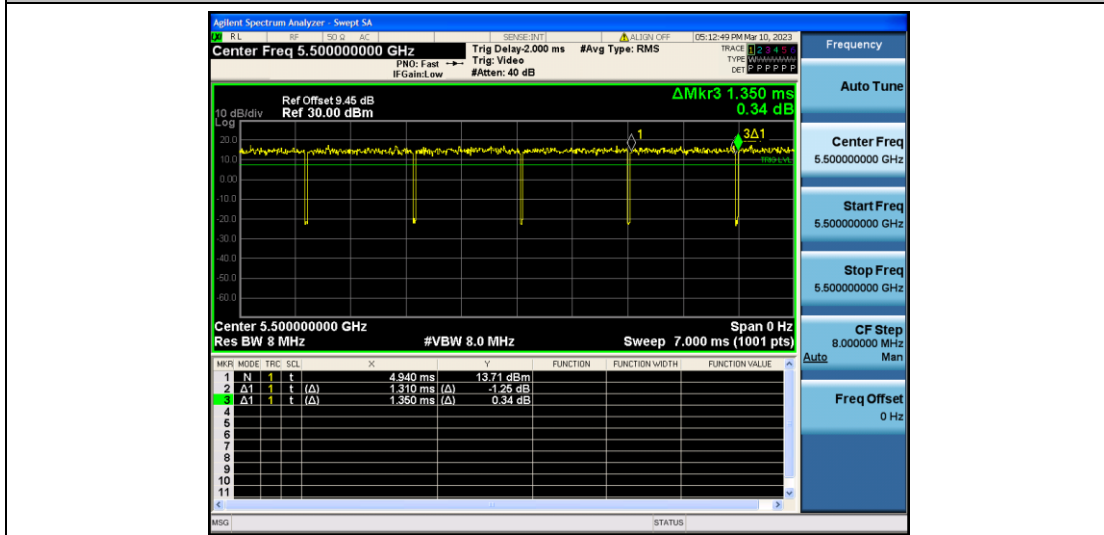 Agilent Spectrum Analyzer - Swept SA
RL RF 50 Ω AC SENSE:INT ALIGN OFF 05:12:49 PM Mar 10, 2023
Center Freq 5.500000000 GHz Trig Delay-2.000 ms #Avg Type: RMS TRACE 1 2 3 4 5 6
PNO: Fast Trig: Video TYPE
IFGain:Low #Atten: 40 dB DET P P P P P P
ΔMkr3 1.350 ms
Ref Offset 9.45 dB
10 dB/div Ref 30.00 dBm 0.34 dB
Log
20.0
10.0
0.00
-10.0
-20.0
-30.0
-40.0
-50.0
-60.0
1
3Δ1
TRIG LVL
Center 5.500000000 GHz Span 0 Hz
Res BW 8 MHz #VBW 8.0 MHz Sweep 7.000 ms (1001 pts)
MKR MODE TRC SCL X Y FUNCTION FUNCTION WIDTH FUNCTION VALUE
1 N 1 t 4.940 ms 13.71 dBm
2 Δ1 1 t (Δ) 1.310 ms (Δ) -1.25 dB
3 Δ1 1 t (Δ) 1.350 ms (Δ) 0.34 dB
4
5
6
7
8
9
10
11
MSG STATUS
Frequency
Auto Tune
Center Freq
5.500000000 GHz
Start Freq
5.500000000 GHz
Stop Freq
5.500000000 GHz
CF Step
8.000000 MHz
Auto Man
Freq Offset
0 Hz